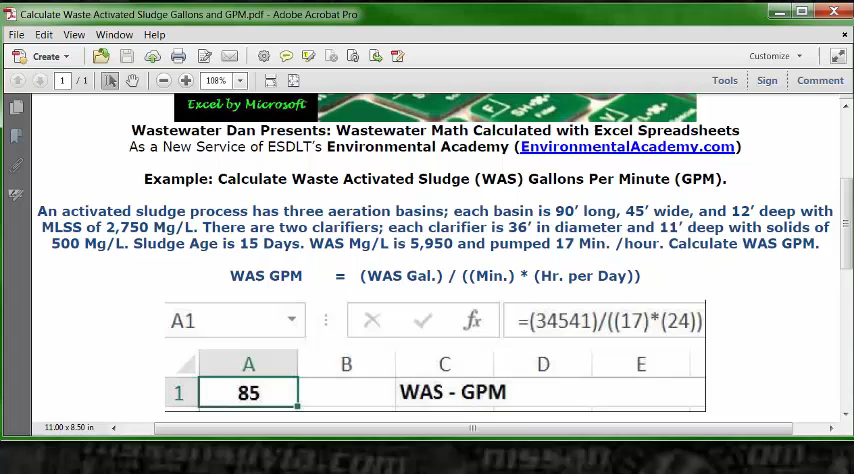 Calculate Waste Activated Sludge Gallons and GPM.pdf - Adobe Acrobat Pro
File Edit View Window Help
Create Customize
1 / 1 108% Tools Sign Comment
Excel by Microsoft
Wastewater Dan Presents: Wastewater Math Calculated with Excel Spreadsheets
As a New Service of ESDLT's Environmental Academy (EnvironmentalAcademy.com)
Example: Calculate Waste Activated Sludge (WAS) Gallons Per Minute (GPM).
An activated sludge process has three aeration basins; each basin is 90' long, 45' wide, and 12' deep with
MLSS of 2,750 Mg/L. There are two clarifiers; each clarifier is 36' in diameter and 11' deep with solids of
500 Mg/L. Sludge Age is 15 Days. WAS Mg/L is 5,950 and pumped 17 Min. /hour. Calculate WAS GPM.
WAS GPM = (WAS Gal.) / ((Min.) * (Hr. per Day))
A1 fx =(34541)/((17)*(24))
A B C D E
1 85 WAS - GPM
11.00 x 8.50 in